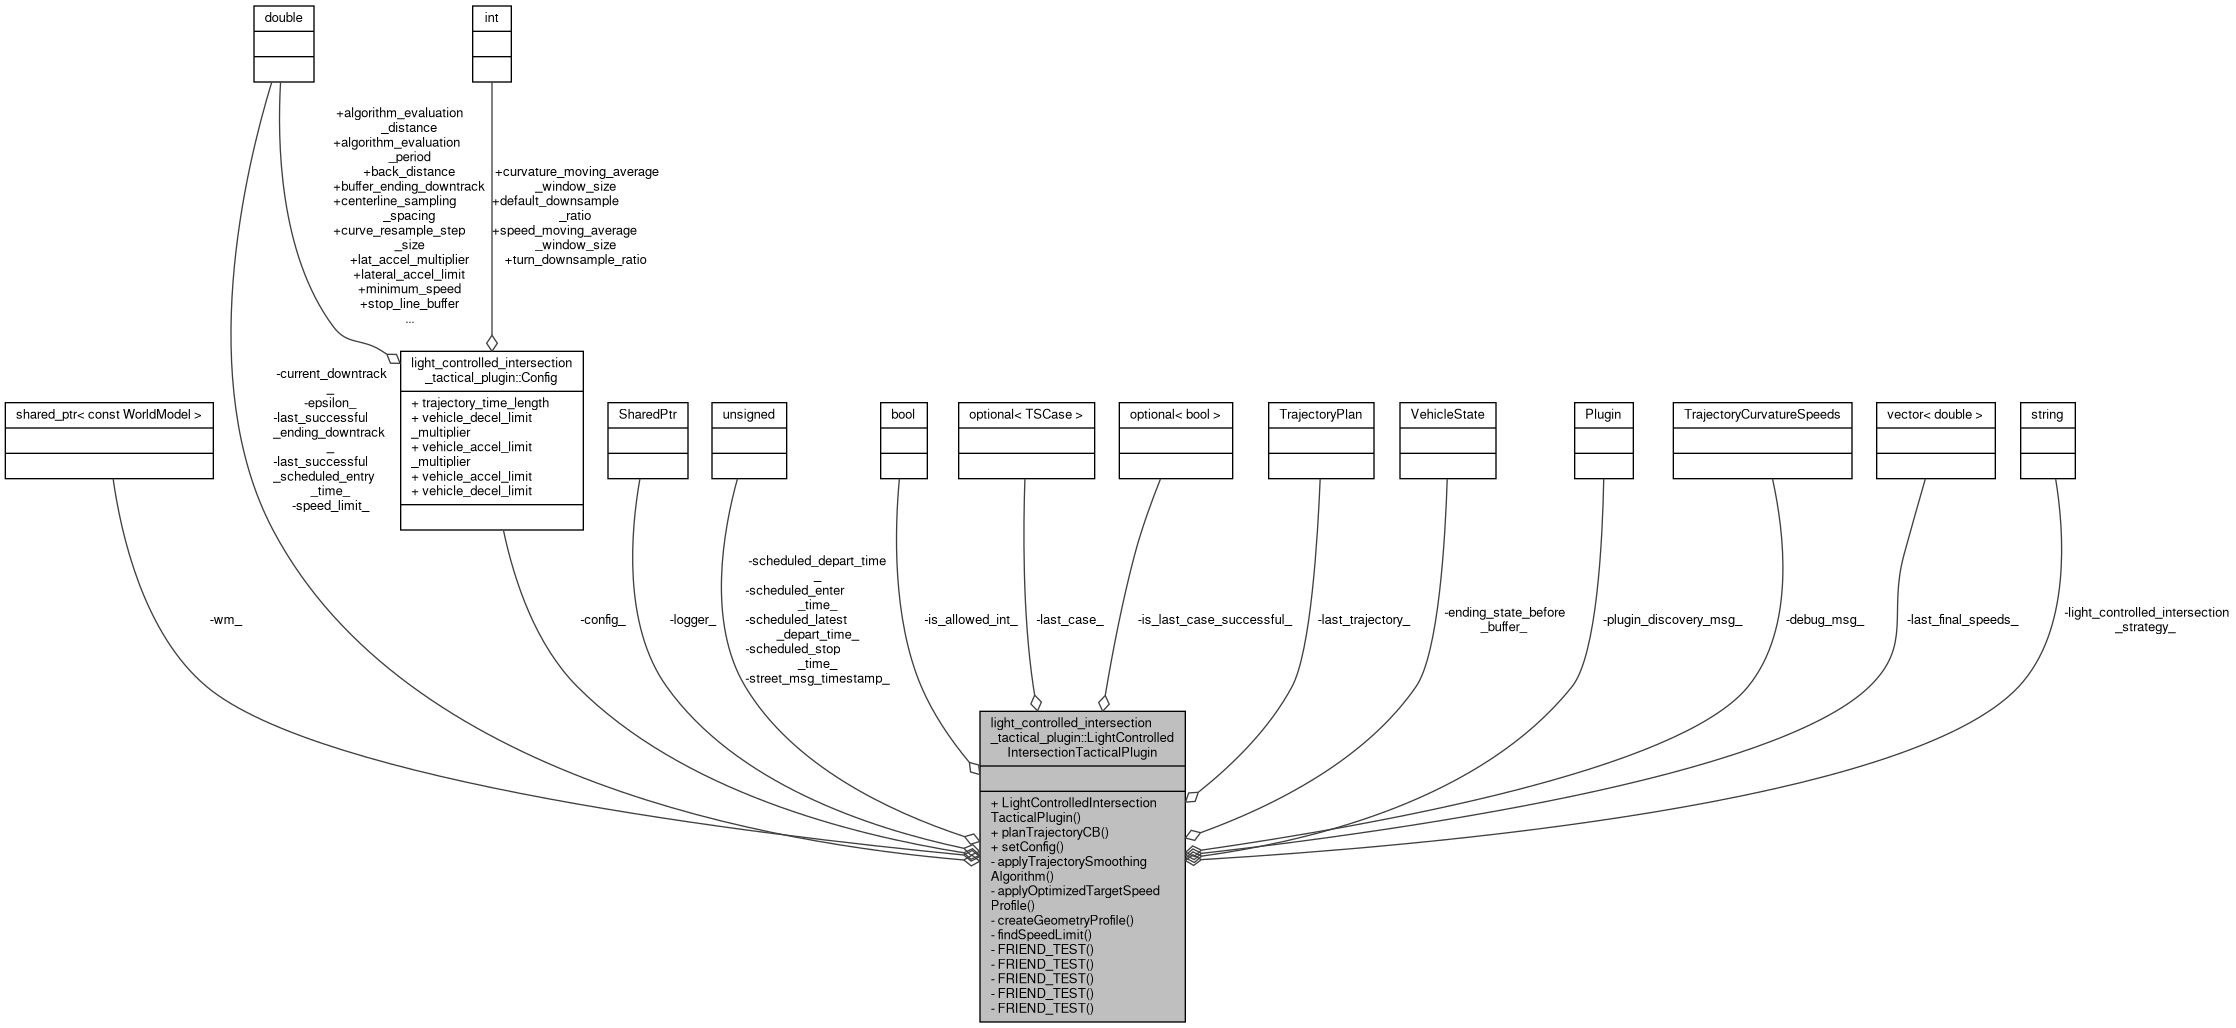 double
int
+algorithm_evaluation
_distance
+algorithm_evaluation
_period
+back_distance
+buffer_ending_downtrack
+centerline_sampling
_spacing
+curve_resample_step
_size
+lat_accel_multiplier
+lateral_accel_limit
+minimum_speed
+stop_line_buffer
...
+curvature_moving_average
_window_size
+default_downsample
_ratio
+speed_moving_average
_window_size
+turn_downsample_ratio
-current_downtrack
_
-epsilon_
-last_successful
_ending_downtrack
_
-last_successful
_scheduled_entry
_time_
-speed_limit_
light_controlled_intersection
_tactical_plugin::Config
+ trajectory_time_length
+ vehicle_decel_limit
_multiplier
+ vehicle_accel_limit
_multiplier
+ vehicle_accel_limit
+ vehicle_decel_limit
shared_ptr< const WorldModel >
SharedPtr
unsigned
bool
optional< TSCase >
optional< bool >
TrajectoryPlan
VehicleState
Plugin
TrajectoryCurvatureSpeeds
vector< double >
string
-wm_
-config_
-logger_
-scheduled_depart_time
_
-scheduled_enter
_time_
-scheduled_latest
_depart_time_
-scheduled_stop
_time_
-street_msg_timestamp_
-is_allowed_int_
-last_case_
-is_last_case_successful_
-last_trajectory_
-ending_state_before
_buffer_
-plugin_discovery_msg_
-debug_msg_
-last_final_speeds_
-light_controlled_intersection
_strategy_
light_controlled_intersection
_tactical_plugin::LightControlled
IntersectionTacticalPlugin
+ LightControlledIntersection
TacticalPlugin()
+ planTrajectoryCB()
+ setConfig()
- applyTrajectorySmoothing
Algorithm()
- applyOptimizedTargetSpeed
Profile()
- createGeometryProfile()
- findSpeedLimit()
- FRIEND_TEST()
- FRIEND_TEST()
- FRIEND_TEST()
- FRIEND_TEST()
- FRIEND_TEST()